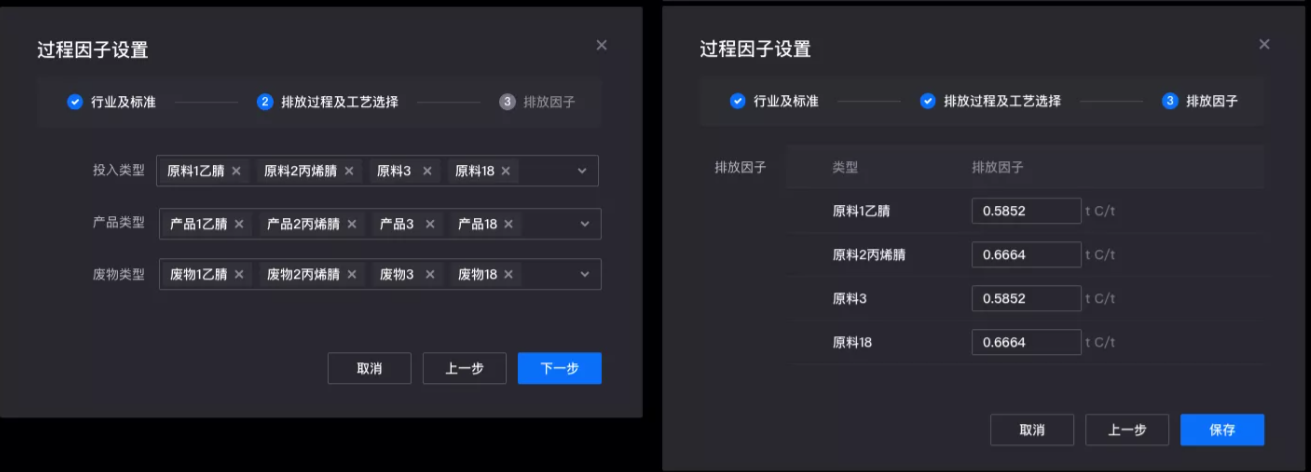 过程因子设置
行业及标准
2 排放过程及工艺选择
3 排放因子
投入类型 原料1乙腈 原料2丙烯腈 原料3 原料18
产品类型 产品1乙腈 产品2丙烯腈 产品3 产品18
废物类型 废物1乙腈 废物2丙烯腈 废物3 废物18
取消 上一步 下一步
过程因子设置
行业及标准
排放过程及工艺选择
3 排放因子
排放因子 类型 排放因子
原料1乙腈 0.5852 t C/t
原料2丙烯腈 0.6664 t C/t
原料3 0.5852 t C/t
原料18 0.6664 t C/t
取消 上一步 保存